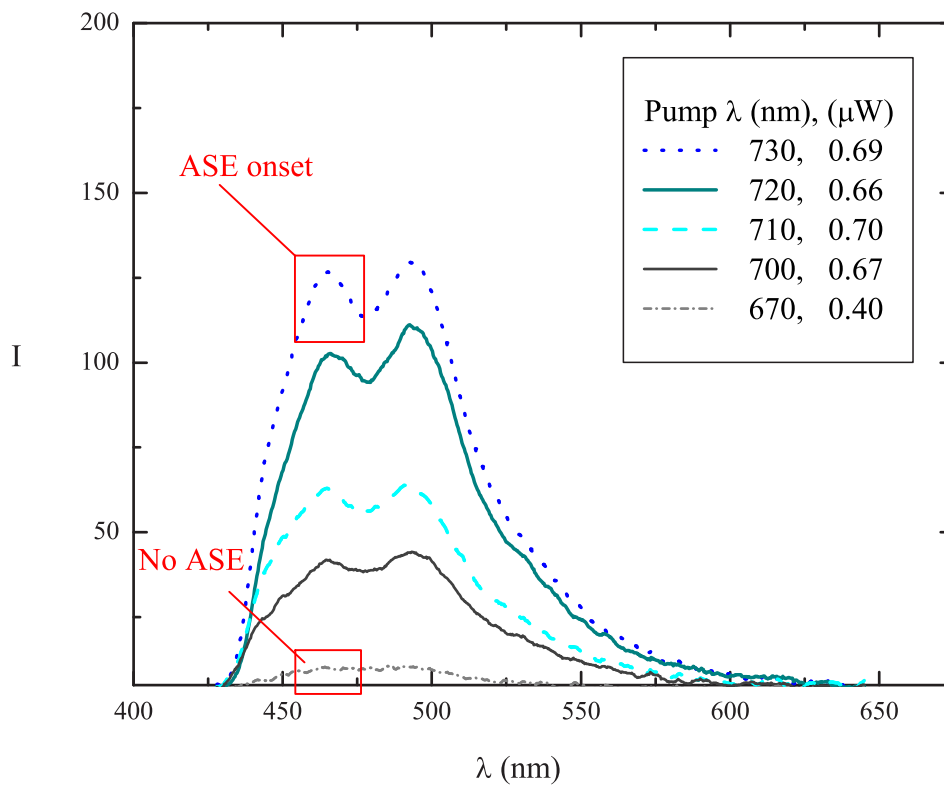 200
150
100
50
I
ASE onset
No ASE
Pump λ (nm), (μW)
730, 0.69
720, 0.66
710, 0.70
700, 0.67
670, 0.40
400 450 500 550 600 650
λ (nm)